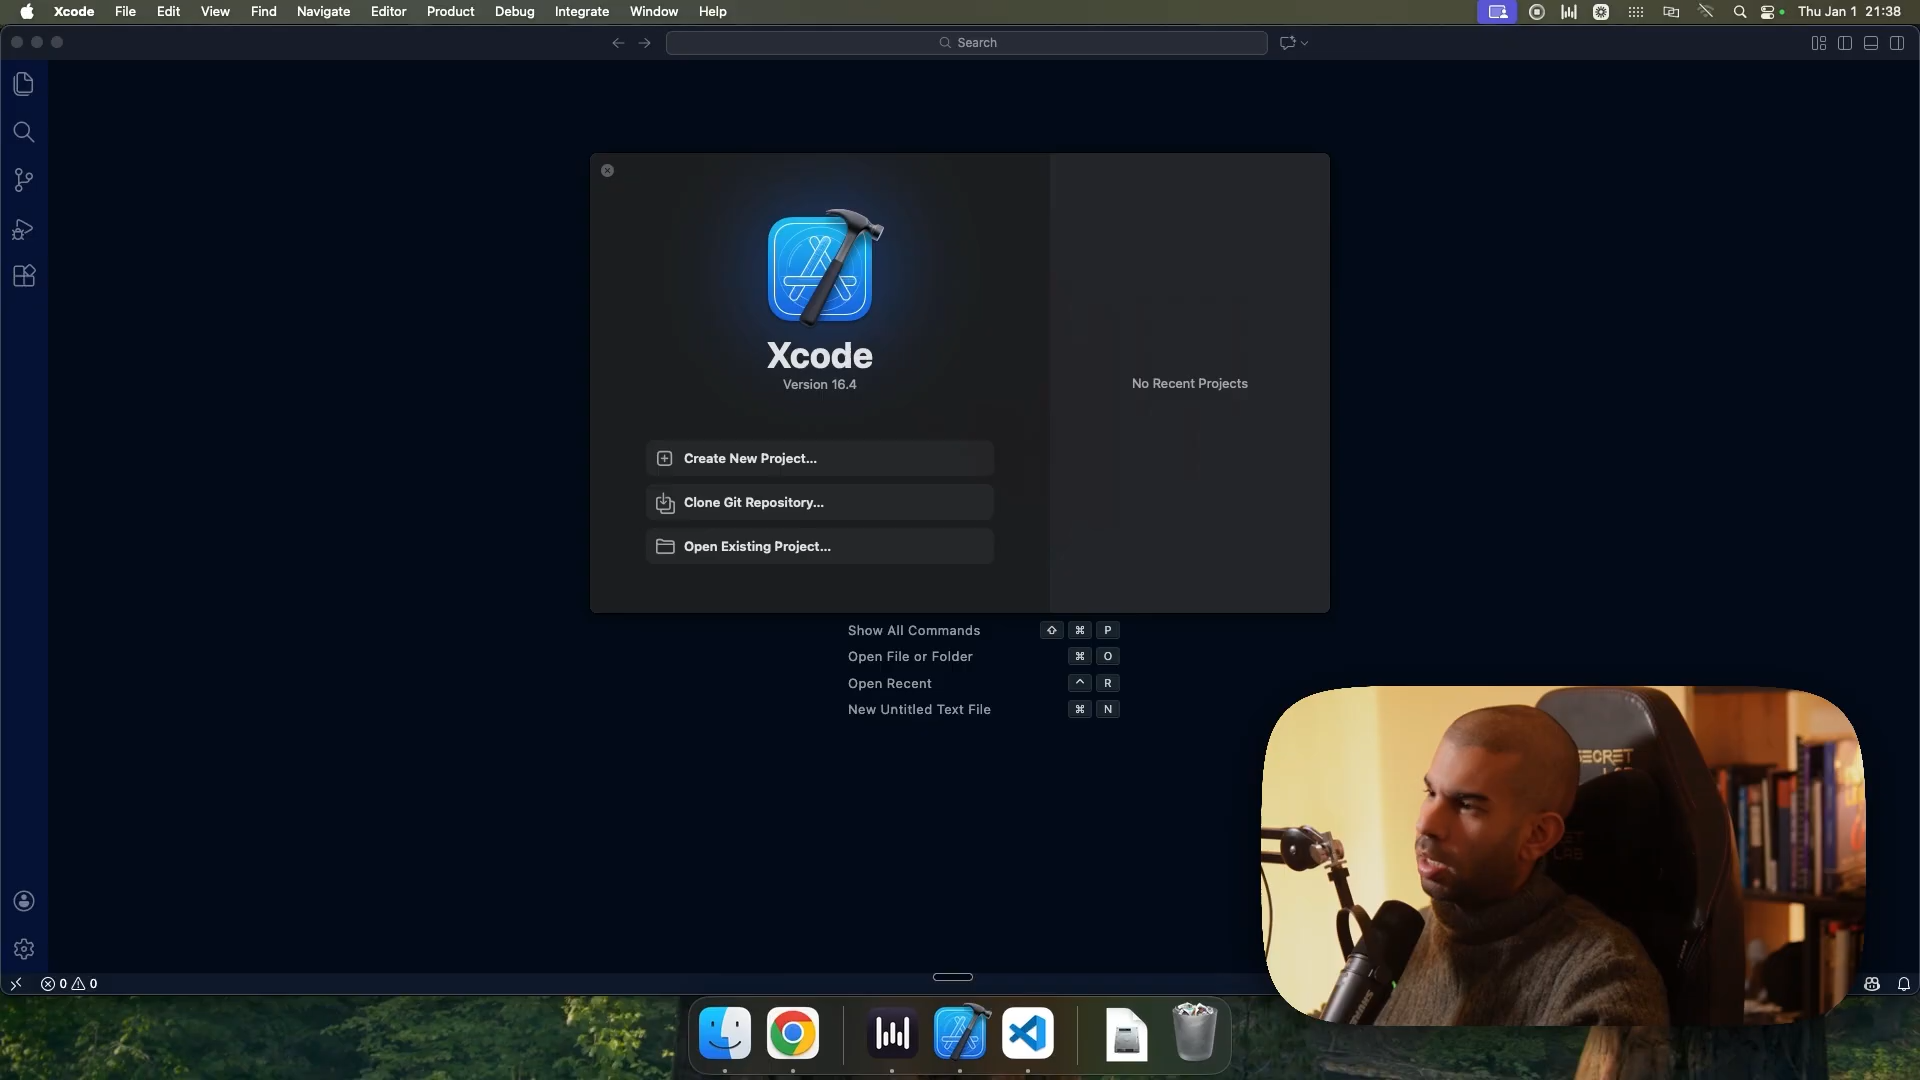 Xcode File Edit View Find Navigate Editor Product Debug Integrate Window Help
Thu Jan 1 21:38
Search
Xcode
Version 16.4
No Recent Projects
Create New Project...
Clone Git Repository...
Open Existing Project...
Show All Commands ⇧ ⌘ P
Open File or Folder ⌘ O
Open Recent ^ R
New Untitled Text File ⌘ N
SECRET
LAB
0 0